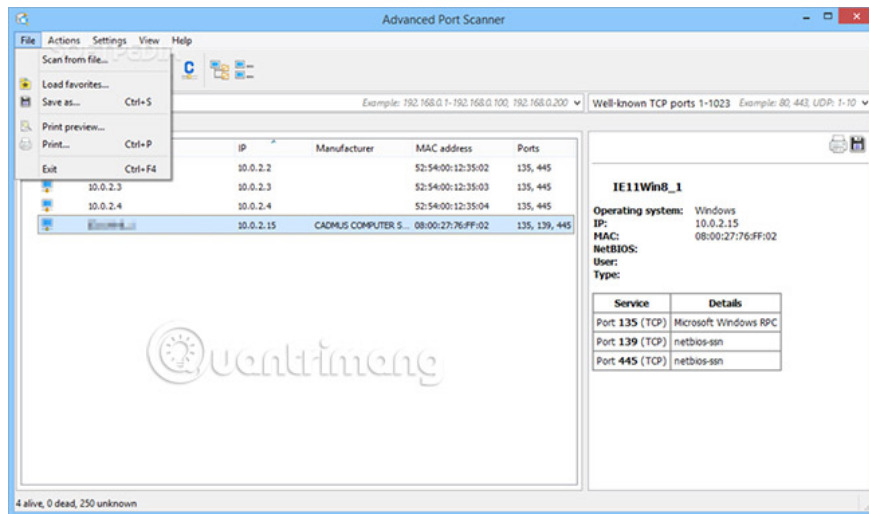 Advanced Port Scanner
File Actions Settings View Help
Scan from file...
Load favorites...
Save as... Ctrl+S
Print preview...
Print... Ctrl+P
Exit Ctrl+F4
C
Example: 192.168.0.1-192.168.0.100, 192.168.0.200
Well-known TCP ports 1-1023 Example: 80, 443, UDP: 1-10
IP Manufacturer MAC address Ports
10.0.2.2 52:54:00:12:35:02 135, 445
10.0.2.3 10.0.2.3 52:54:00:12:35:03 135, 445
10.0.2.4 10.0.2.4 52:54:00:12:35:04 135, 445
10.0.2.15 CADMUS COMPUTER S... 08:00:27:76:FF:02 135, 139, 445
IE11Win8_1
Operating system: Windows
IP: 10.0.2.15
MAC: 08:00:27:76:FF:02
NetBIOS:
User:
Type:
Service Details
Port 135 (TCP) Microsoft Windows RPC
Port 139 (TCP) netbios-ssn
Port 445 (TCP) netbios-ssn
Quantrimang
4 alive, 0 dead, 250 unknown